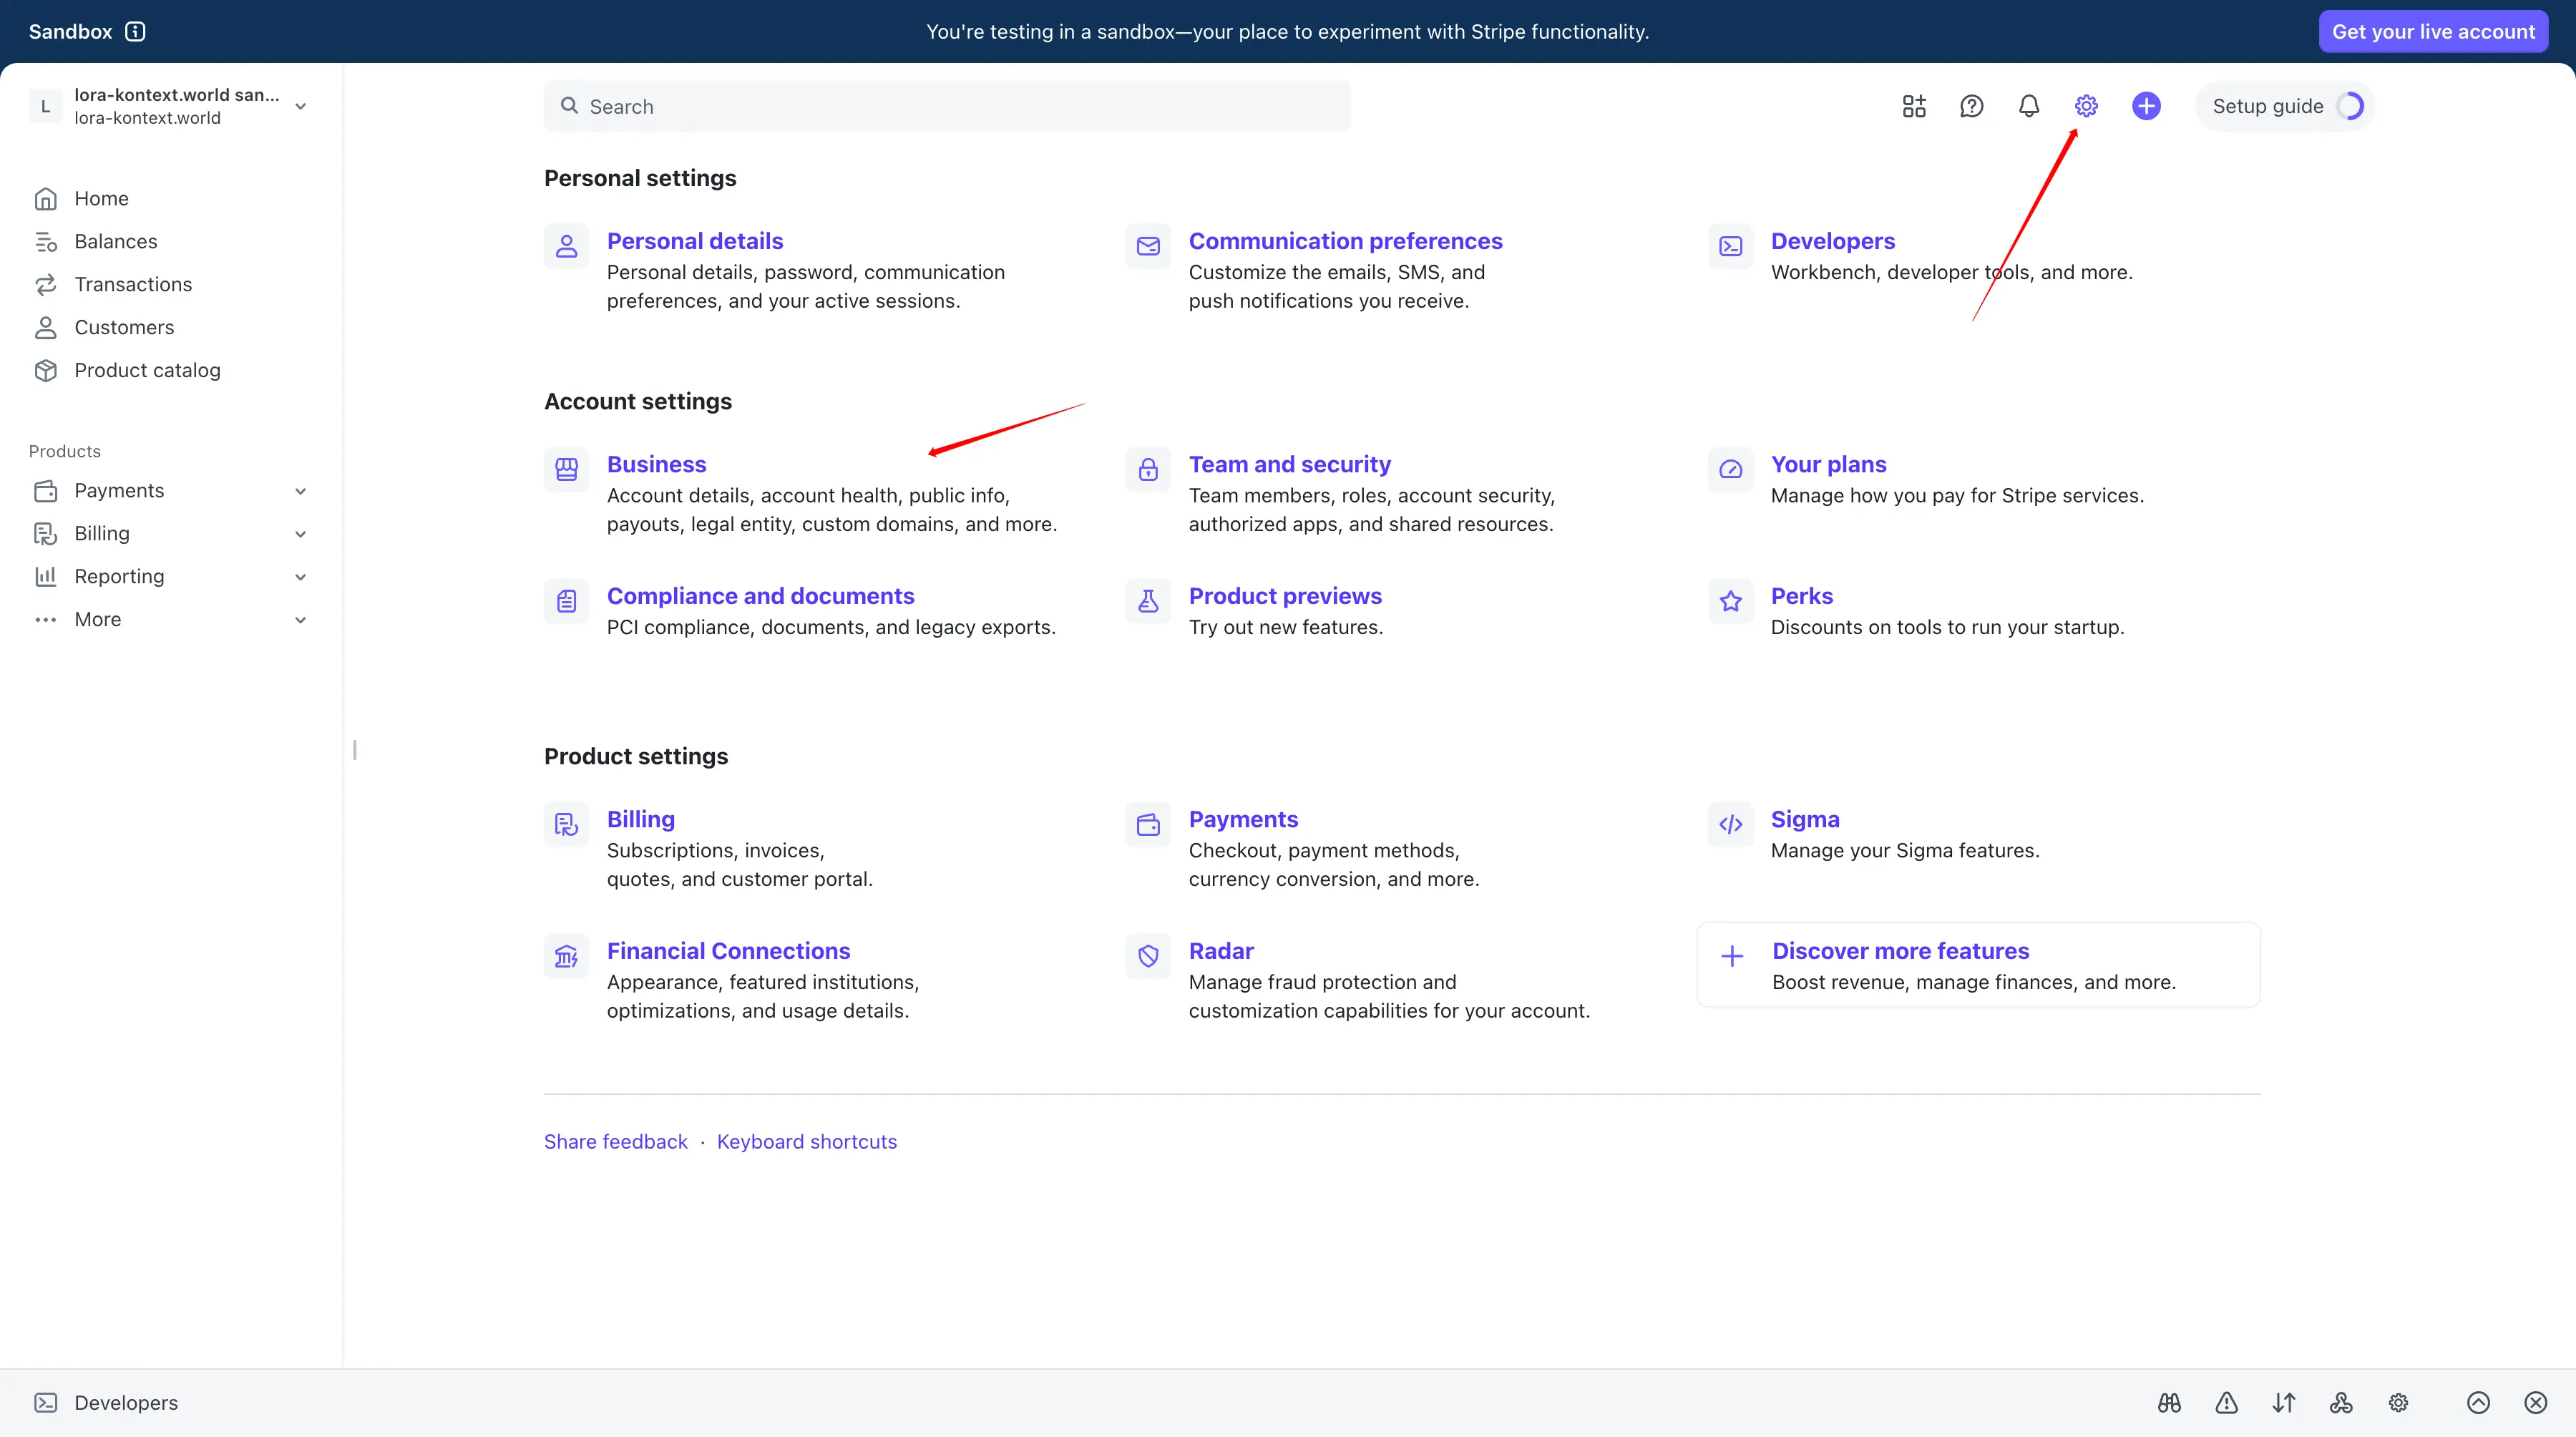 Sandbox
You're testing in a sandbox—your place to experiment with Stripe functionality.
Get your live account
L
lora-kontext.world san...
lora-kontext.world
Search
Setup guide
Home
Balances
Transactions
Customers
Product catalog
Products
Payments
Billing
Reporting
More
Personal settings
Personal details
Personal details, password, communication
preferences, and your active sessions.
Communication preferences
Customize the emails, SMS, and
push notifications you receive.
Developers
Workbench, developer tools, and more.
Account settings
Business
Account details, account health, public info,
payouts, legal entity, custom domains, and more.
Team and security
Team members, roles, account security,
authorized apps, and shared resources.
Your plans
Manage how you pay for Stripe services.
Compliance and documents
PCI compliance, documents, and legacy exports.
Product previews
Try out new features.
Perks
Discounts on tools to run your startup.
Product settings
Billing
Subscriptions, invoices,
quotes, and customer portal.
Payments
Checkout, payment methods,
currency conversion, and more.
Sigma
Manage your Sigma features.
Financial Connections
Appearance, featured institutions,
optimizations, and usage details.
Radar
Manage fraud protection and
customization capabilities for your account.
Discover more features
Boost revenue, manage finances, and more.
Share feedback · Keyboard shortcuts
Developers